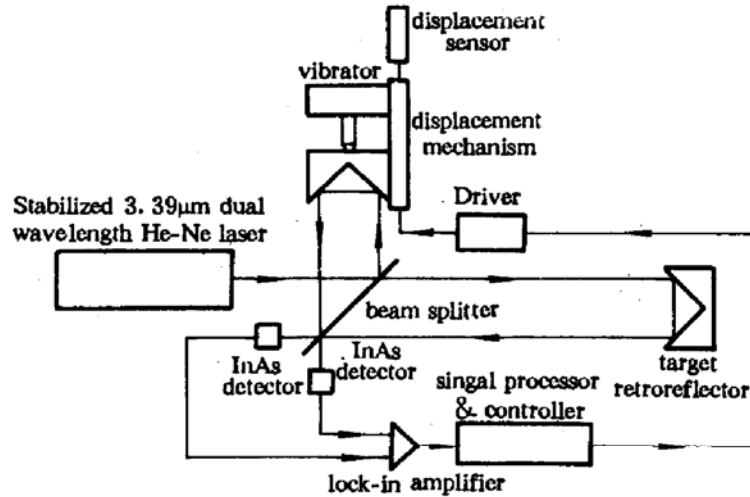 displacement
sensor
vibrator
displacement
mechanism
Stabilized 3. 39μm dual
wavelength He-Ne laser
Driver
beam splitter
InAs
detector
InAs
detector
target
retroreflector
singal processor
& controller
lock-in amplifier